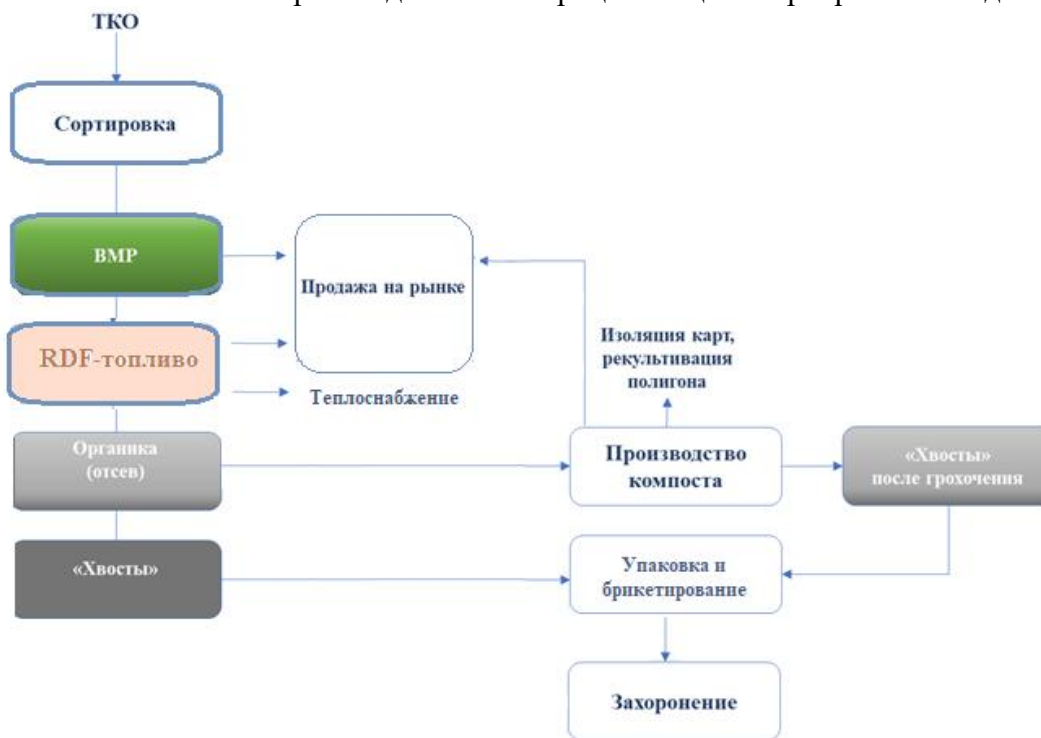 ТКО
Сортировка
ВМР
Продажа на рынке
RDF-топливо
Теплоснабжение
Изоляция карт,
рекультивация
полигона
Органика
(отсев)
Производство
компоста
«Хвосты»
после грохочения
«Хвосты»
Упаковка и
брикетирование
Захоронение